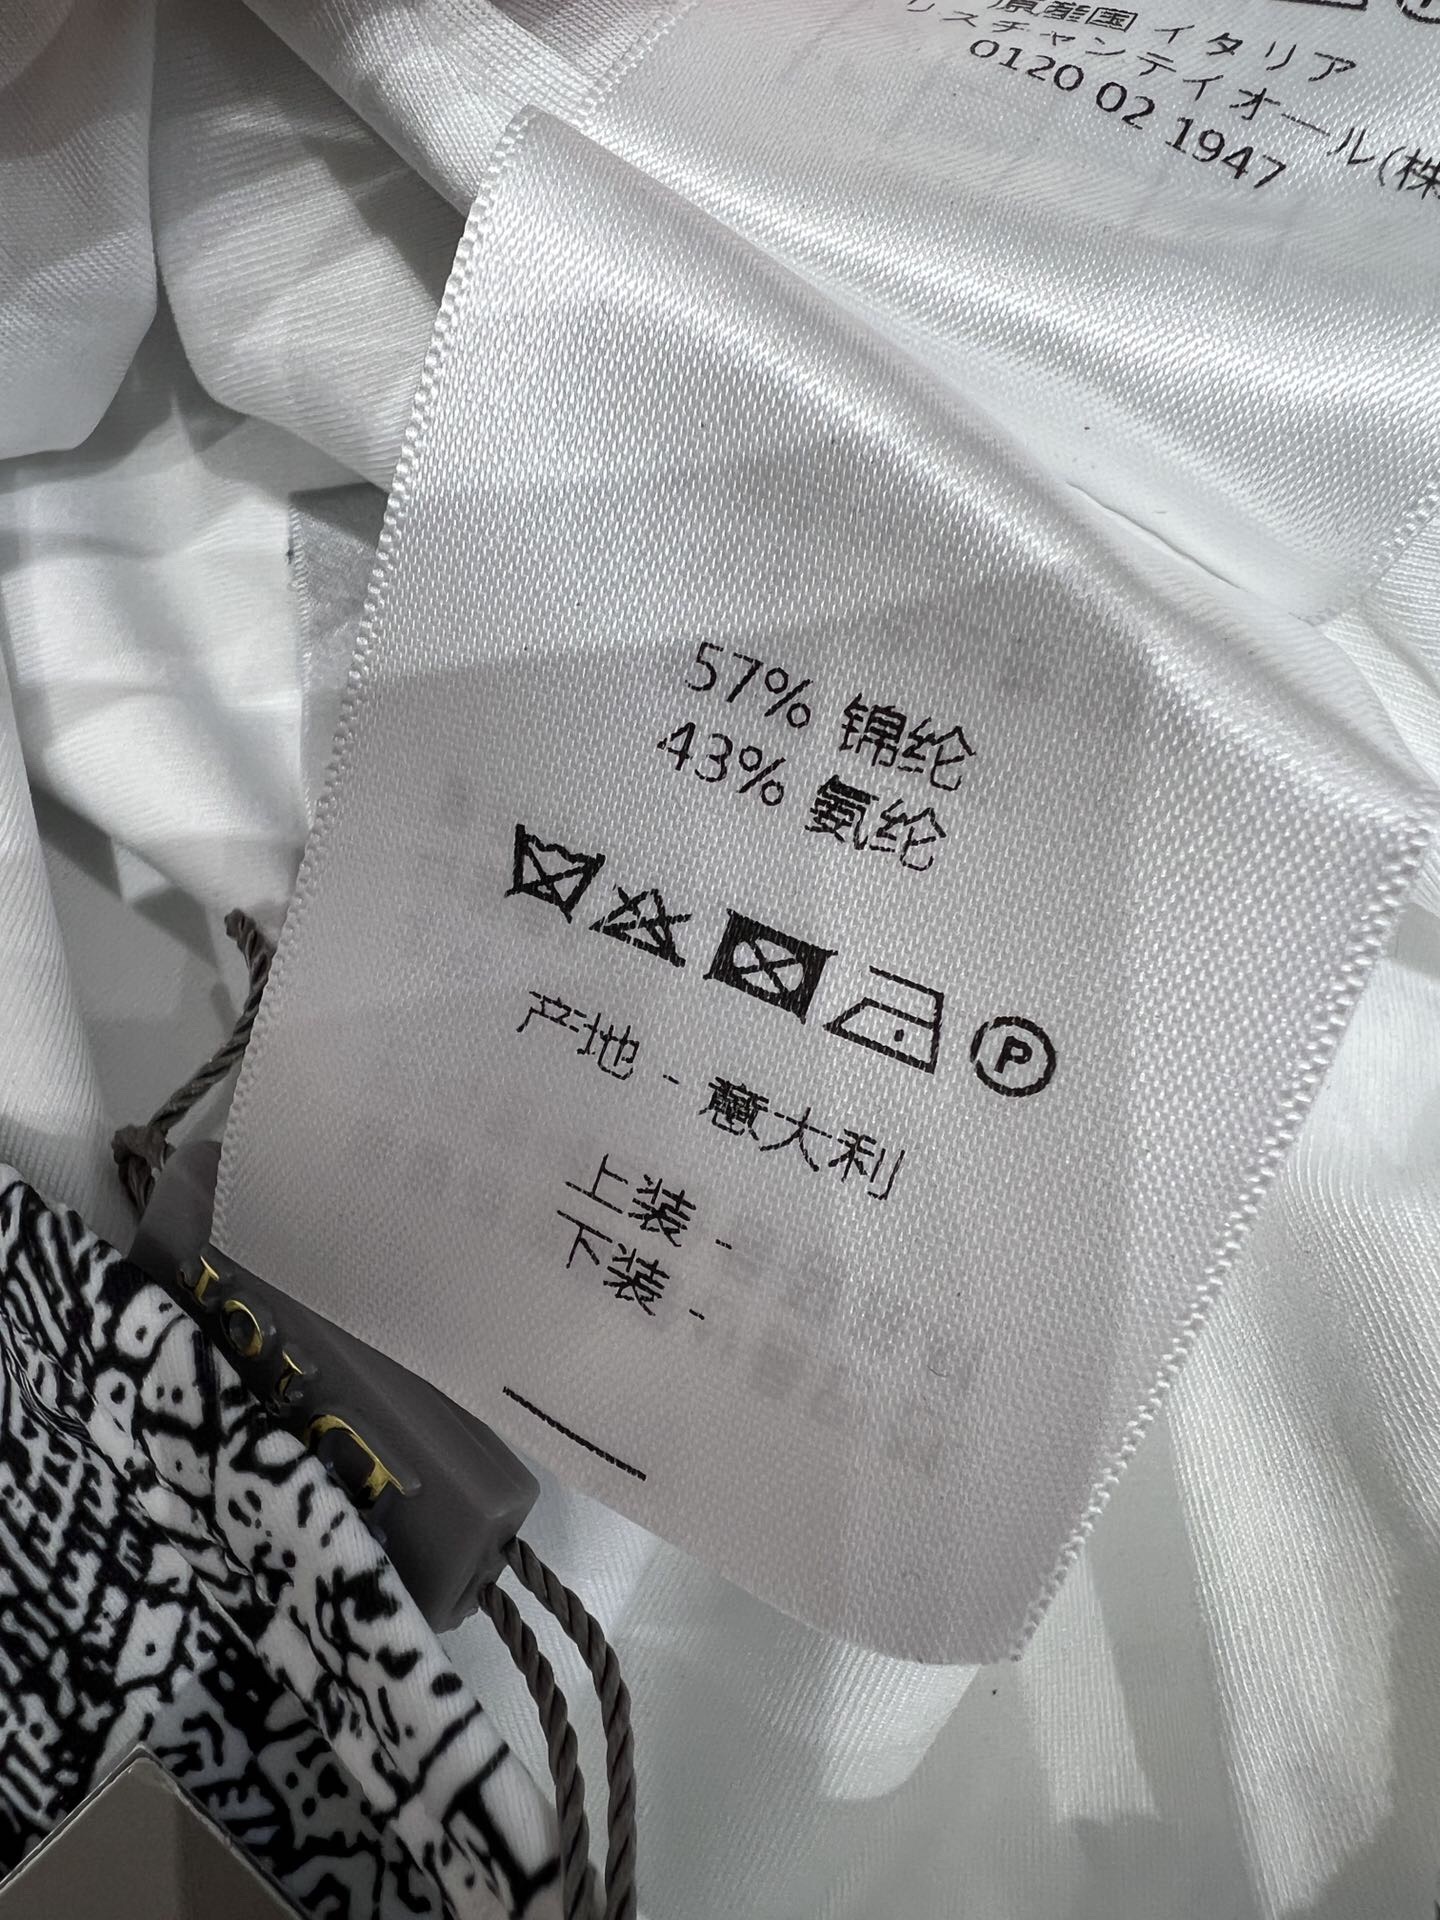 原産国 イタリア
リスチャンディオール(株
0120 02 1947
57% 锦纶
43% 氨纶
P
产地 - 意大利
上装 -
下装 -
DIOR